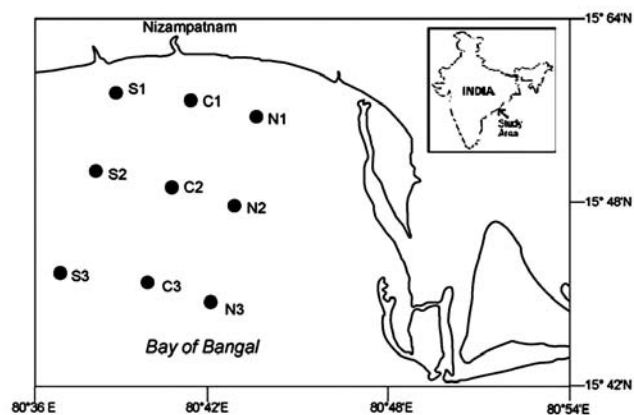 Nizampatnam
15° 64'N
INDIA
Study
Area
S1
C1
N1
S2
C2
N2
15° 48'N
S3
C3
N3
Bay of Bangal
15° 42'N
80°36 E
80°42'E
80°48'E
80°54'E